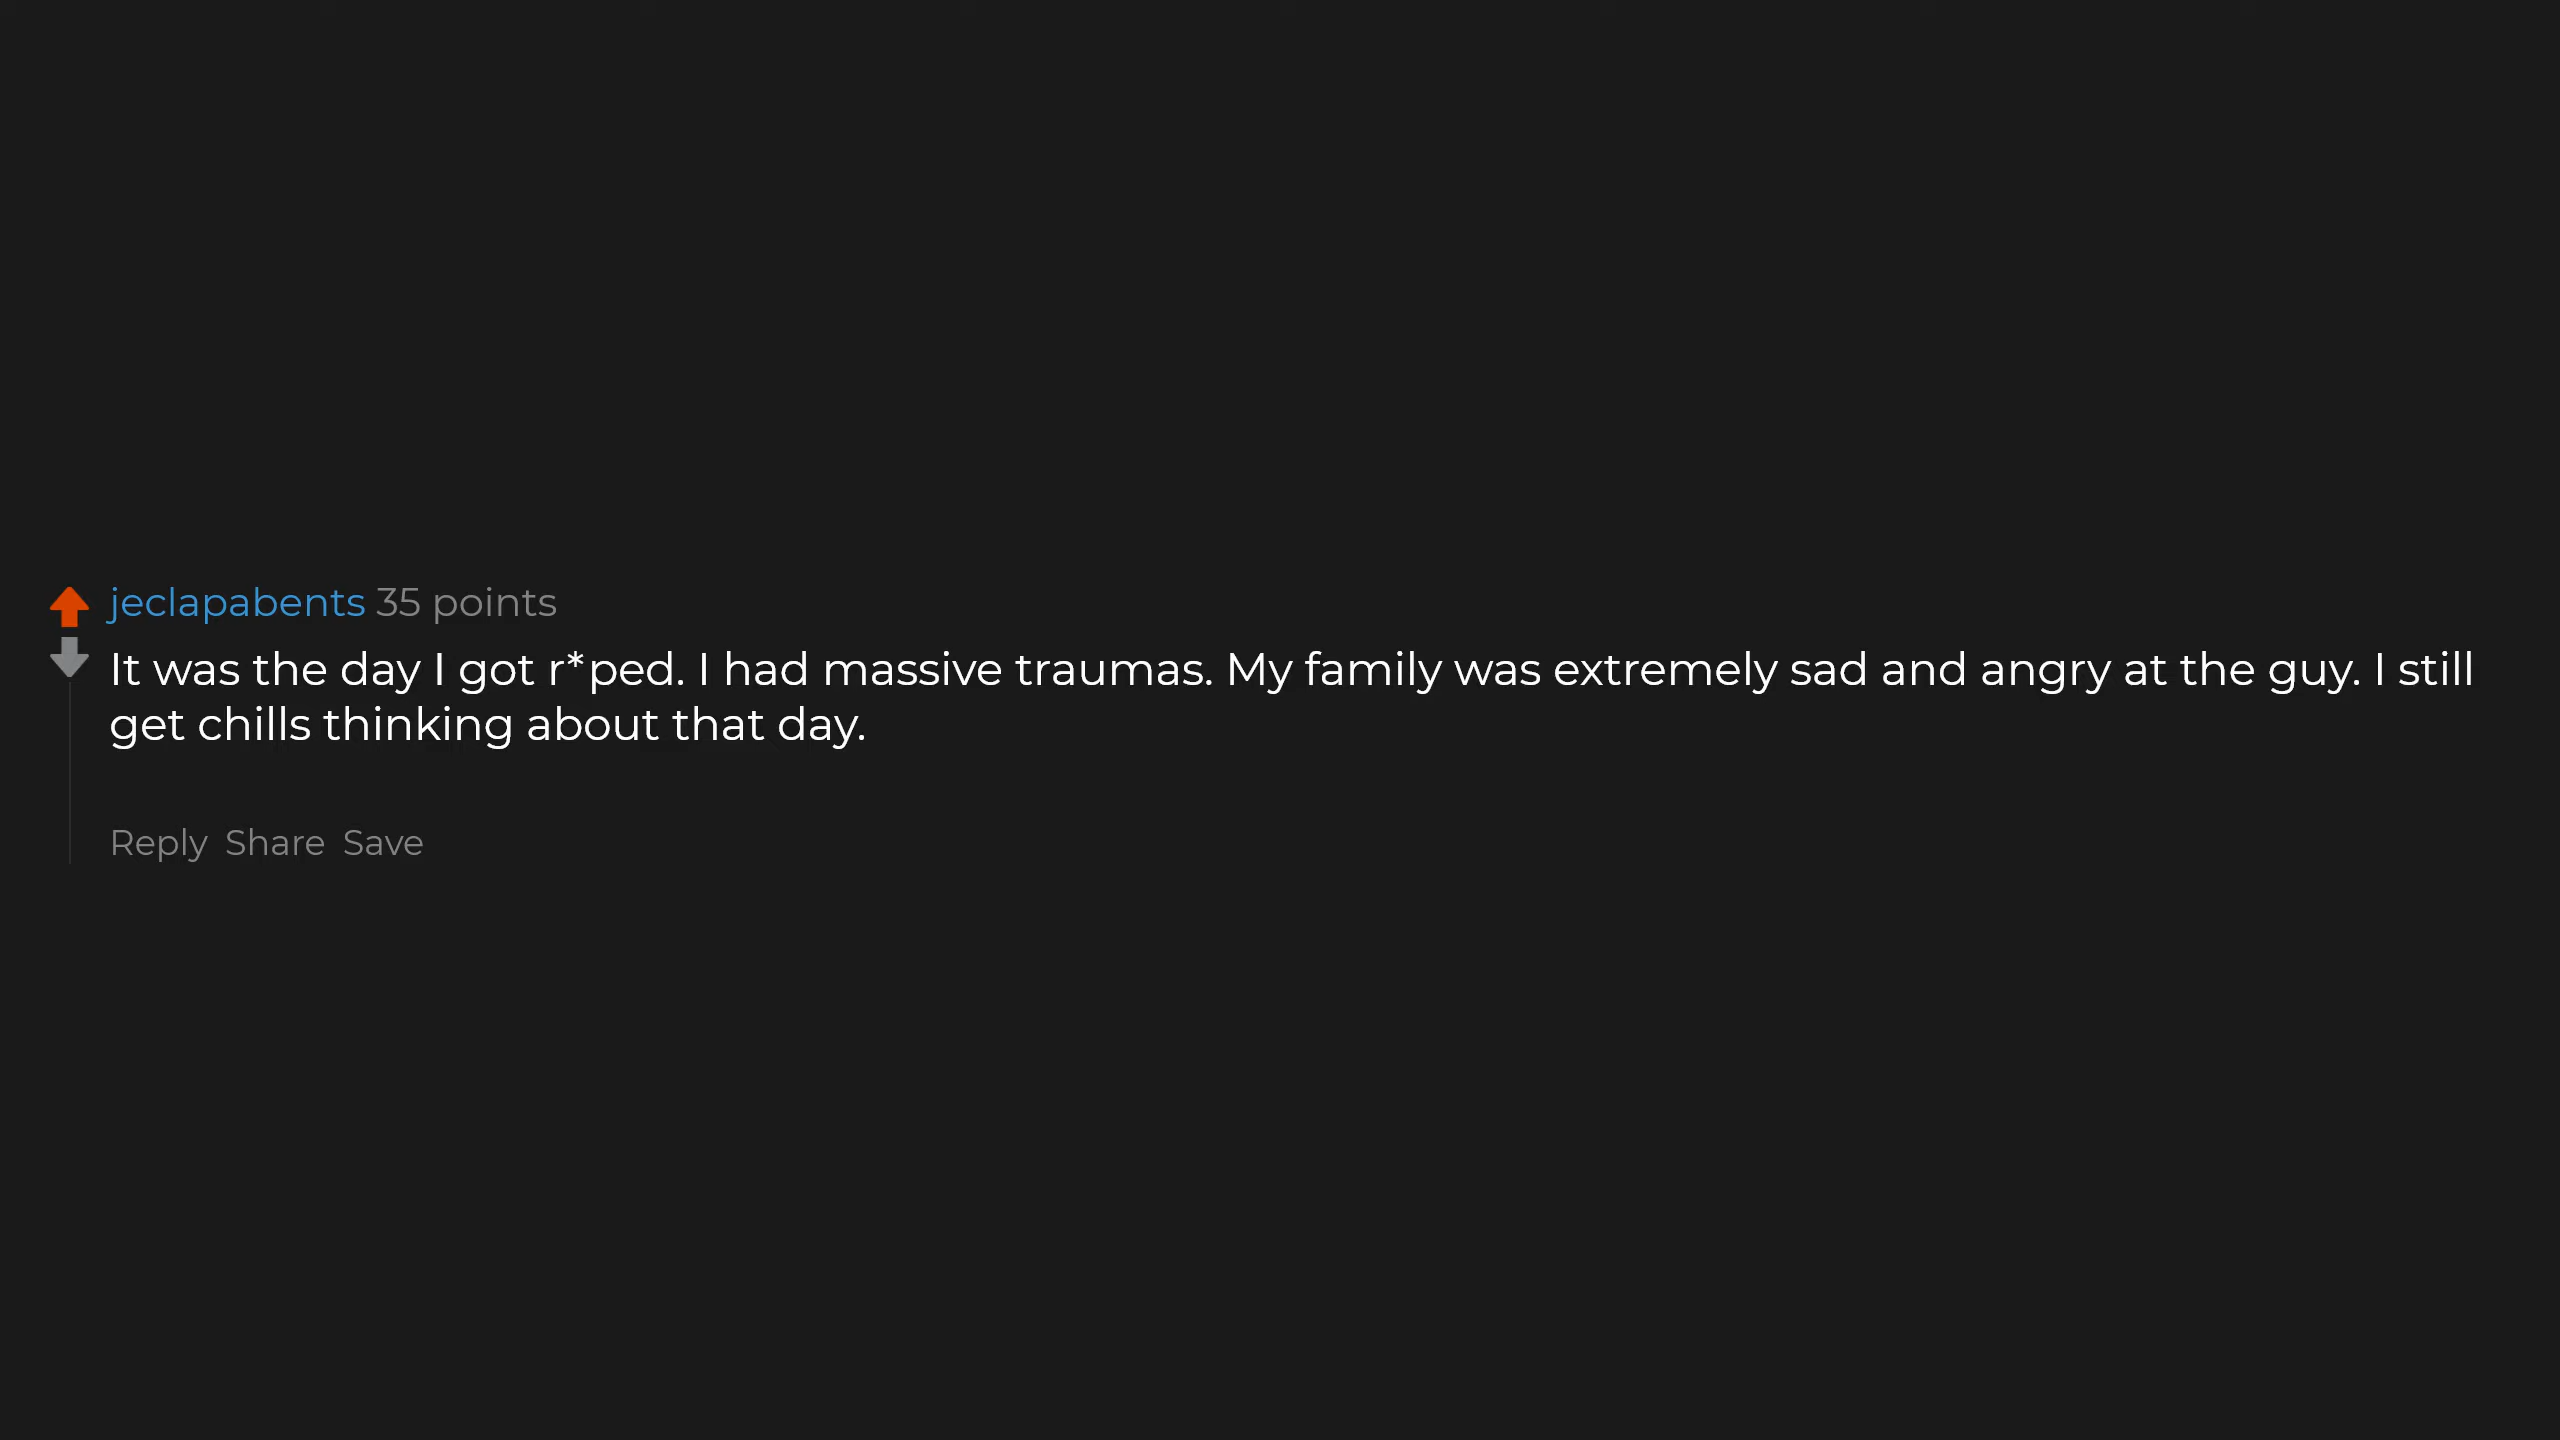 jeclapabents 35 points
It was the day I got r*ped. I had massive traumas. My family was extremely sad and angry at the guy. I still
get chills thinking about that day.
Reply Share Save